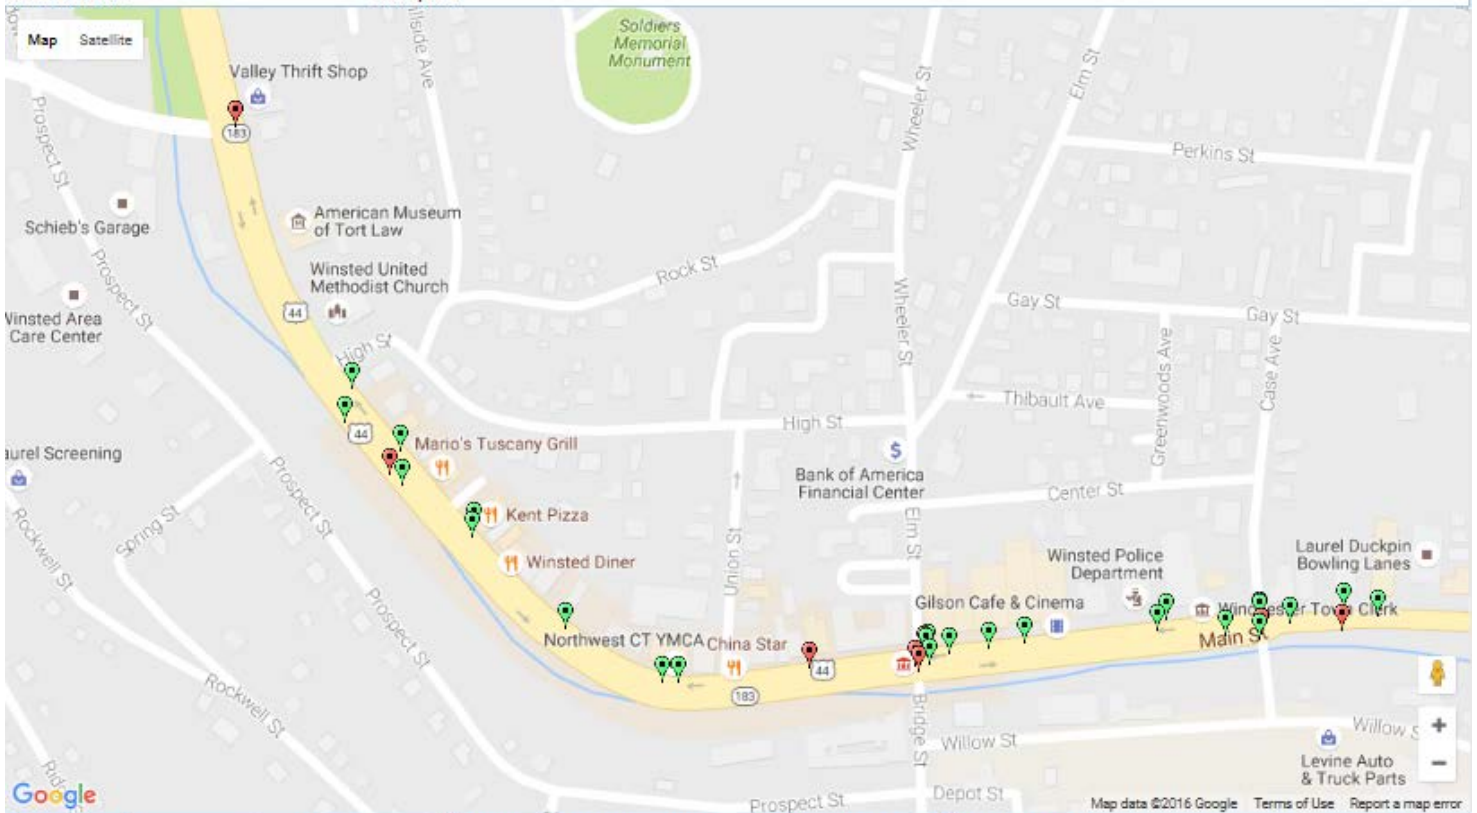 Map Satellite
Soldiers
Memorial
Monument
Valley Thrift Shop
183
Prospect St
Wheeler St
Elm St
Perkins St
American Museum
of Tort Law
Schieb's Garage
Winsted United
Methodist Church
Prospect St
Rock St
44
Winsted Area
Care Center
Wheeler St
Gay St
Gay St
High St
Greenwoods Ave
Case Ave
Thibault Ave
44
High St
Mario's Tuscany Grill
Bank of America
Financial Center
Center St
Kent Pizza
Prospect St
Spring St
Rockwell St
Elm St
Union St
Winsted Diner
Winsted Police
Department
Laurel Duckpin
Bowling Lanes
Gilson Cafe & Cinema
Winchester Town Clerk
Northwest CT YMCA
China Star
Main St
44
Prospect St
183
Rockwell St
Bridge St
Willow St
Willow
Levine Auto
& Truck Parts
Depot St
Prospect St
Google
Map data ©2016 Google Terms of Use Report a map error